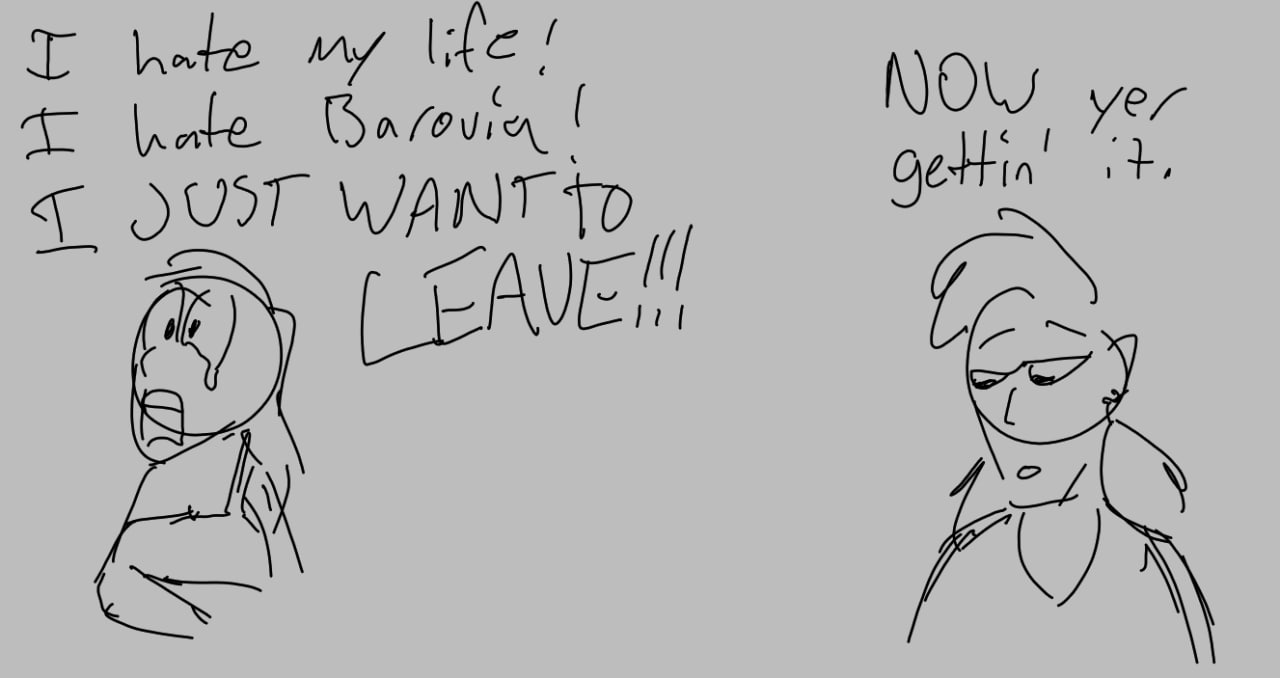 I hate my life!
I hate Barovia!
I JUST WANT to
LEAVE!!!
NOW yer
gettin' it.